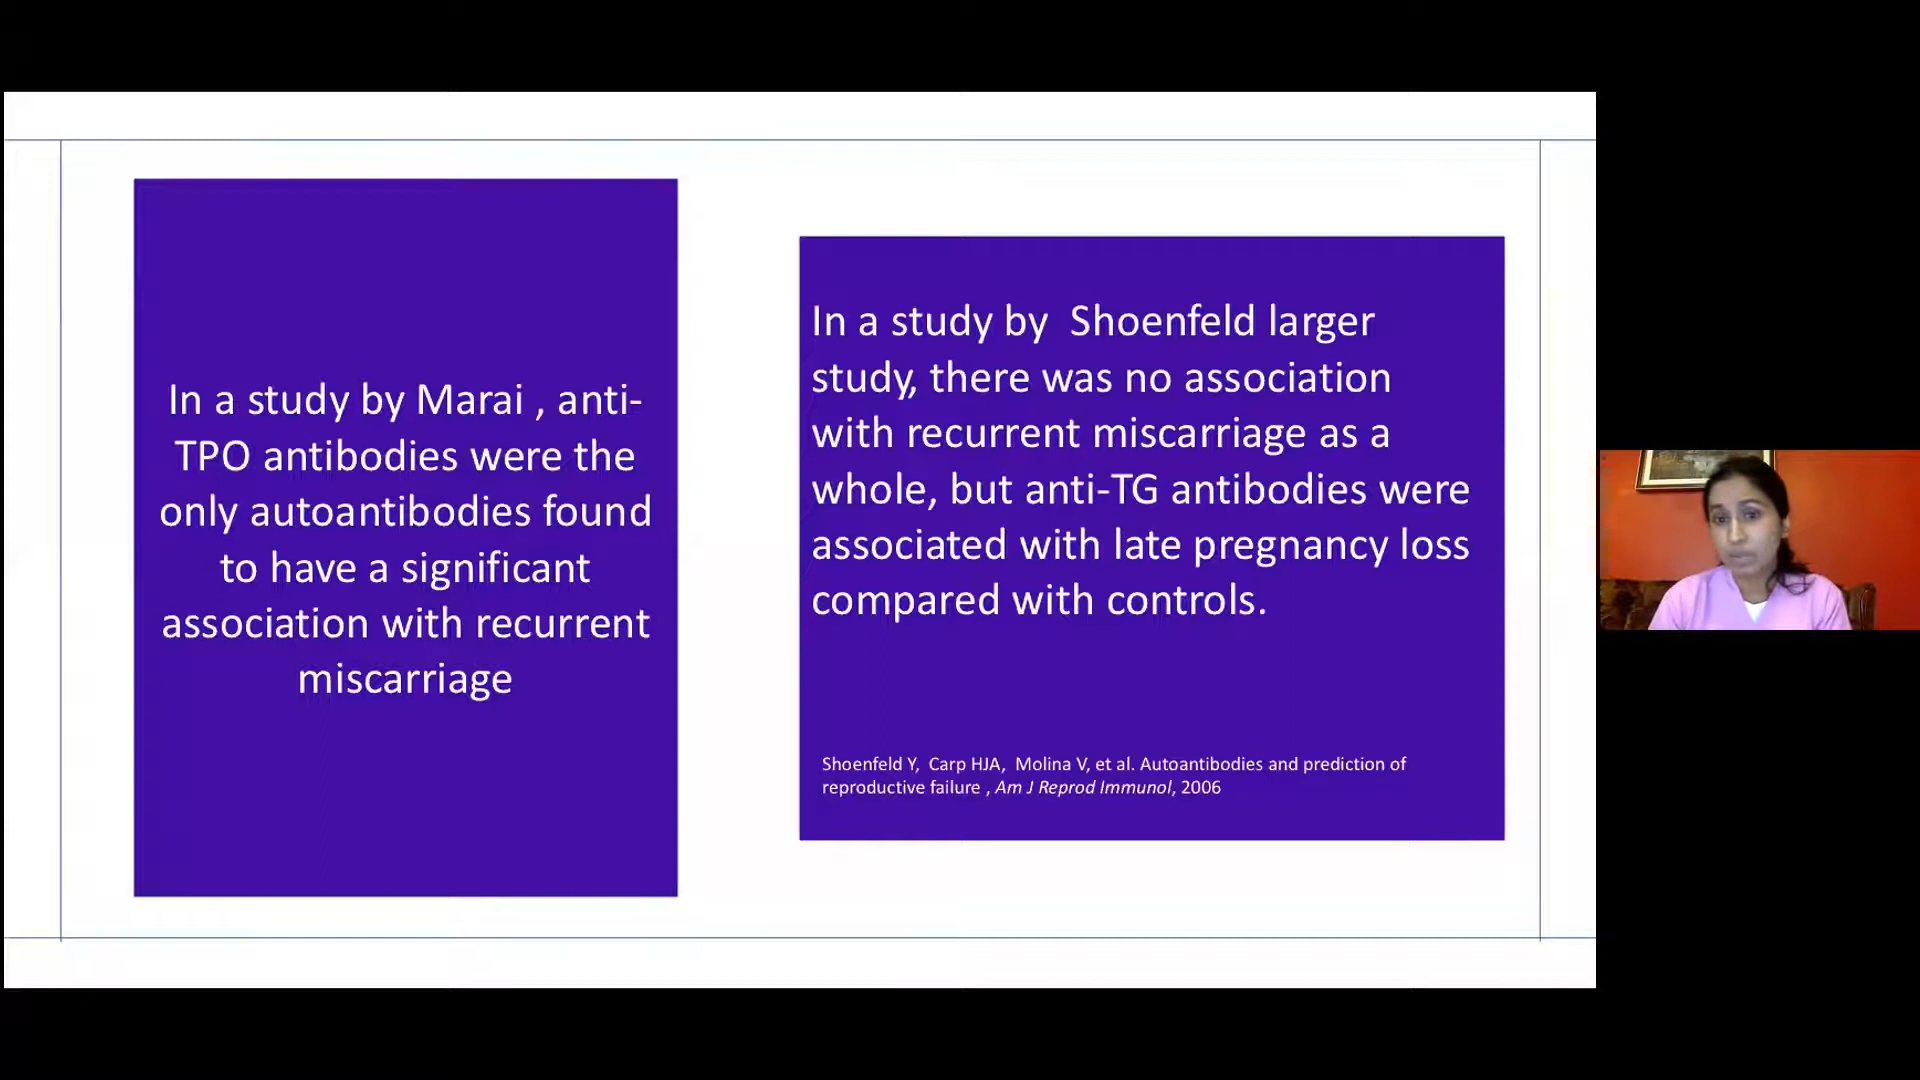 In a study by Marai , anti-
TPO antibodies were the
only autoantibodies found
to have a significant
association with recurrent
miscarriage
In a study by  Shoenfeld larger
study, there was no association
with recurrent miscarriage as a
whole, but anti-TG antibodies were
associated with late pregnancy loss
compared with controls.
Shoenfeld Y,  Carp HJA,  Molina V, et al. Autoantibodies and prediction of
reproductive failure , Am J Reprod Immunol, 2006